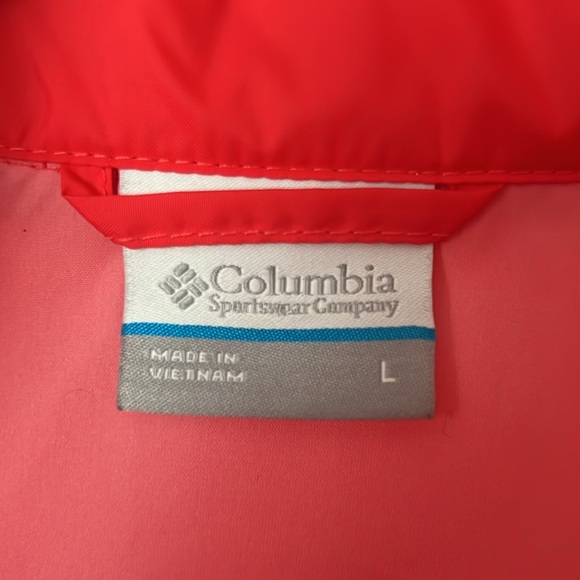 Columbia
Sportswear Company
MADE IN
VIETNAM
L